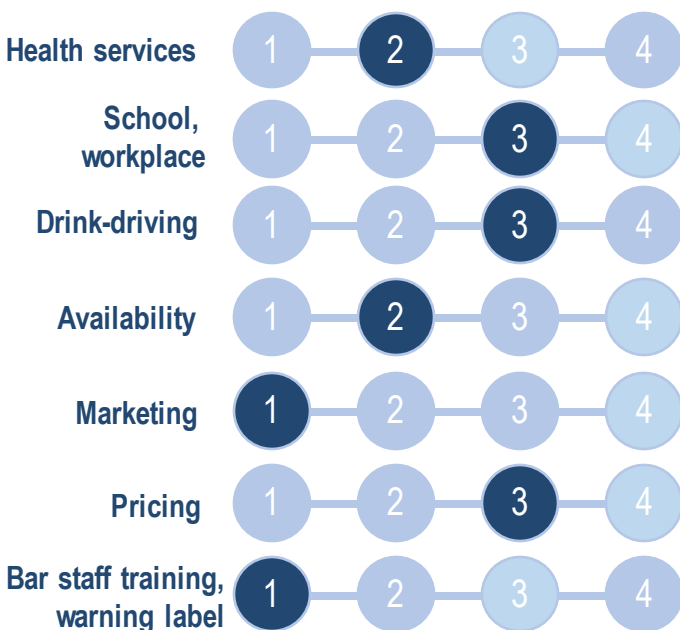 Health services 1 2 3 4
School,
workplace 1 2 3 4
Drink-driving 1 2 3 4
Availability 1 2 3 4
Marketing 1 2 3 4
Pricing 1 2 3 4
Bar staff training,
warning label 1 2 3 4